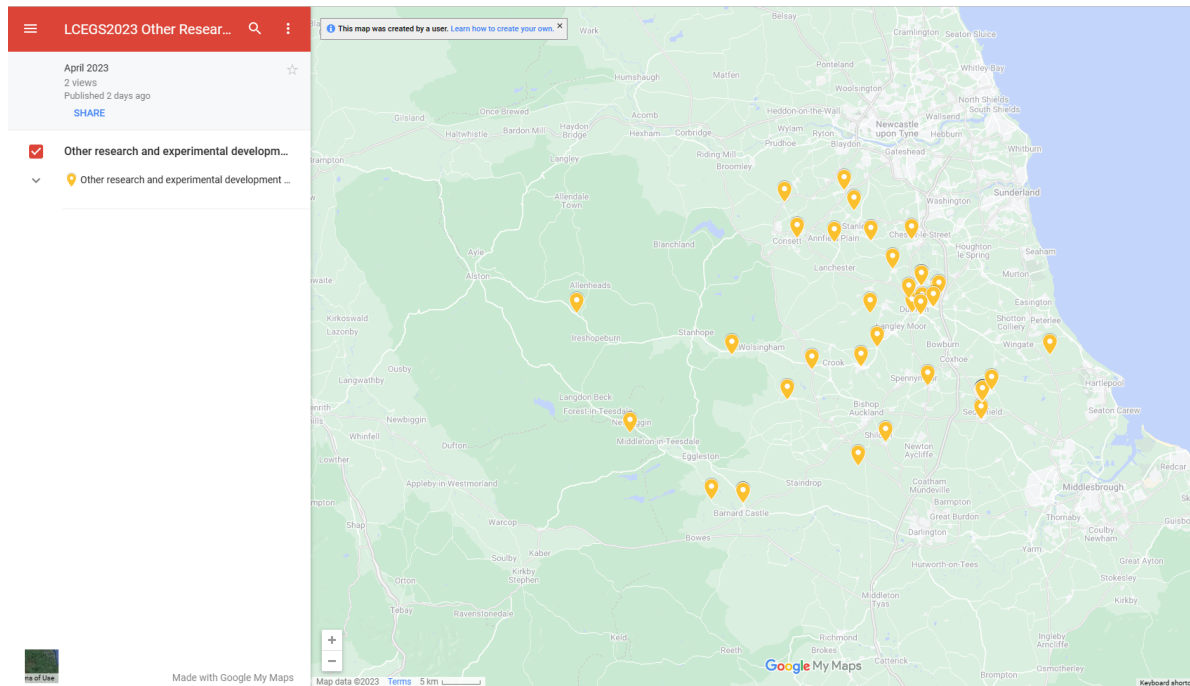 LCEGS2023 Other Resear...
April 2023
2 views
Published 2 days ago
SHARE
Other research and experimental developm...
Other research and experimental development ...
ns of Use
Made with Google My Maps
This map was created by a user. Learn how to create your own.
Belsay
Cramlington
Seaton Sluice
Wark
Ponteland
Whitley Bay
Humshaugh
Matfen
Woolsington
North Shields
South Shields
Once Brewed
Heddon-on-the-Wall
Gilsland
Acomb
Wallsend
Newcastle
upon Tyne
Hebburn
Haltwhistle
Bardon Mill
Haydon
Bridge
Hexham
Corbridge
Wylam
Ryton
Prudhoe
Blaydon
Gateshead
Whitburn
Brampton
Langley
Riding Mill
Broomley
Allendale
Town
Sunderland
Washington
Consett
Annfield Plain
Blanchland
Houghton
le Spring
Seaham
Alston
Lanchester
Murton
Allenheads
Easington
Kirkoswald
Lazonby
Shotton
Colliery
Peterlee
Ireshopeburn
Stanhope
Langley Moor
Bowburn
Wingate
Wolsingham
Coxhoe
Crook
Ousby
Langwathby
Hartlepool
Langdon Beck
Forest-in-Teesdale
Bishop
Auckland
Seaton Carew
Newbiggin
Whinfell
Middleton-in-Teesdale
Newton
Aycliffe
Dufton
Eggleston
Lowther
Redcar
Appleby-in-Westmorland
Staindrop
Coatham
Mundeville
Middlesbrough
Barmpton
Barnard Castle
Great Burdon
Thornaby
Warcop
Shap
Darlington
Coulby
Newham
Bowes
Yarm
Soulby
Kaber
Great Ayton
Hurworth-on-Tees
Kirkby
Stephen
Stokesley
Orton
Middleton
Tyas
Kirkby
Tebay
Ravenstonedale
Keld
Richmond
Ingleby
Arncliffe
Reeth
Brokes
Catterick
Google My Maps
Osmotherley
Brompton
Map data ©2023
Terms
5 km